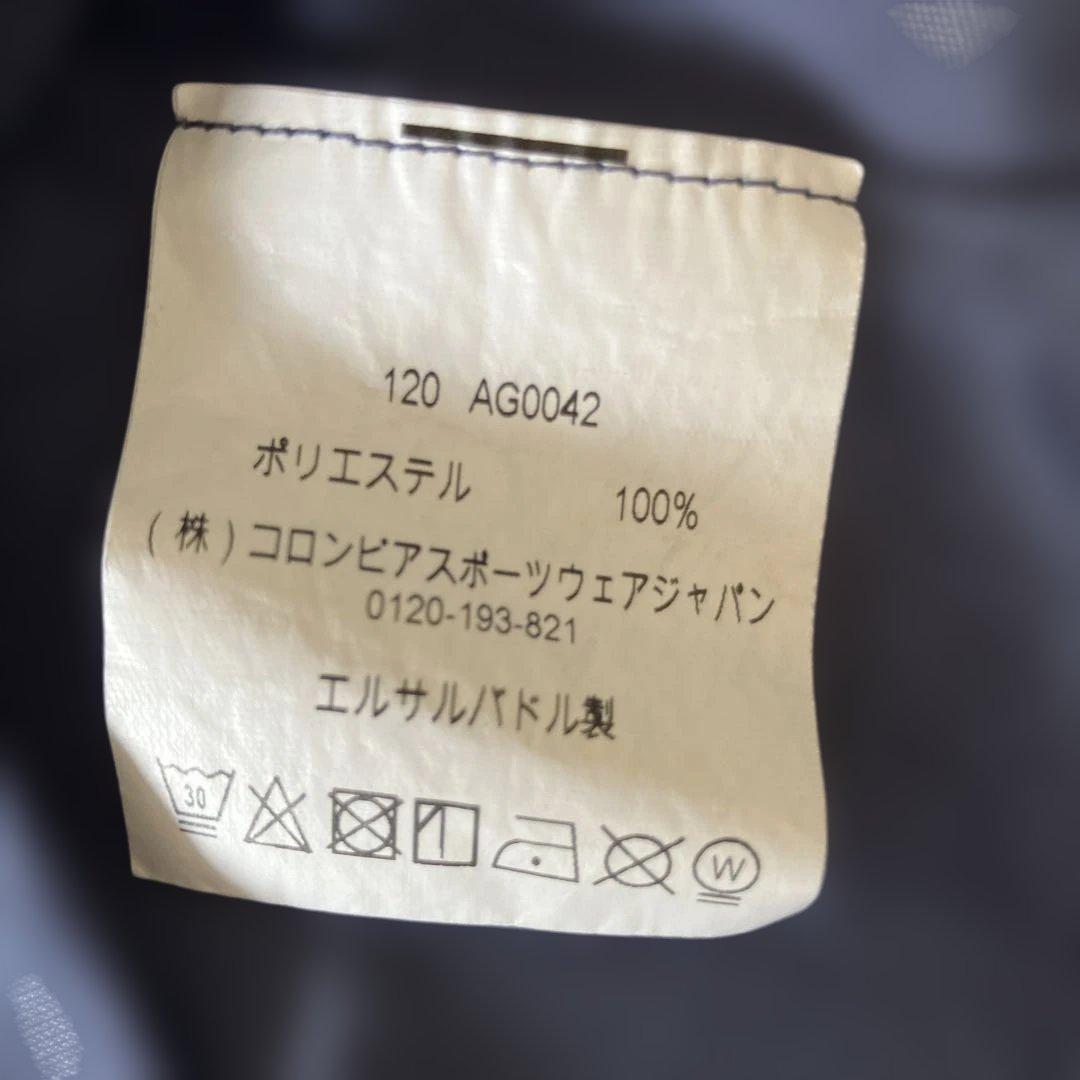 120 AG0042
ポリエステル 100%
(株)コロンビアスポーツウェアジャパン
0120-193-821
エルサルバドル製
30
W